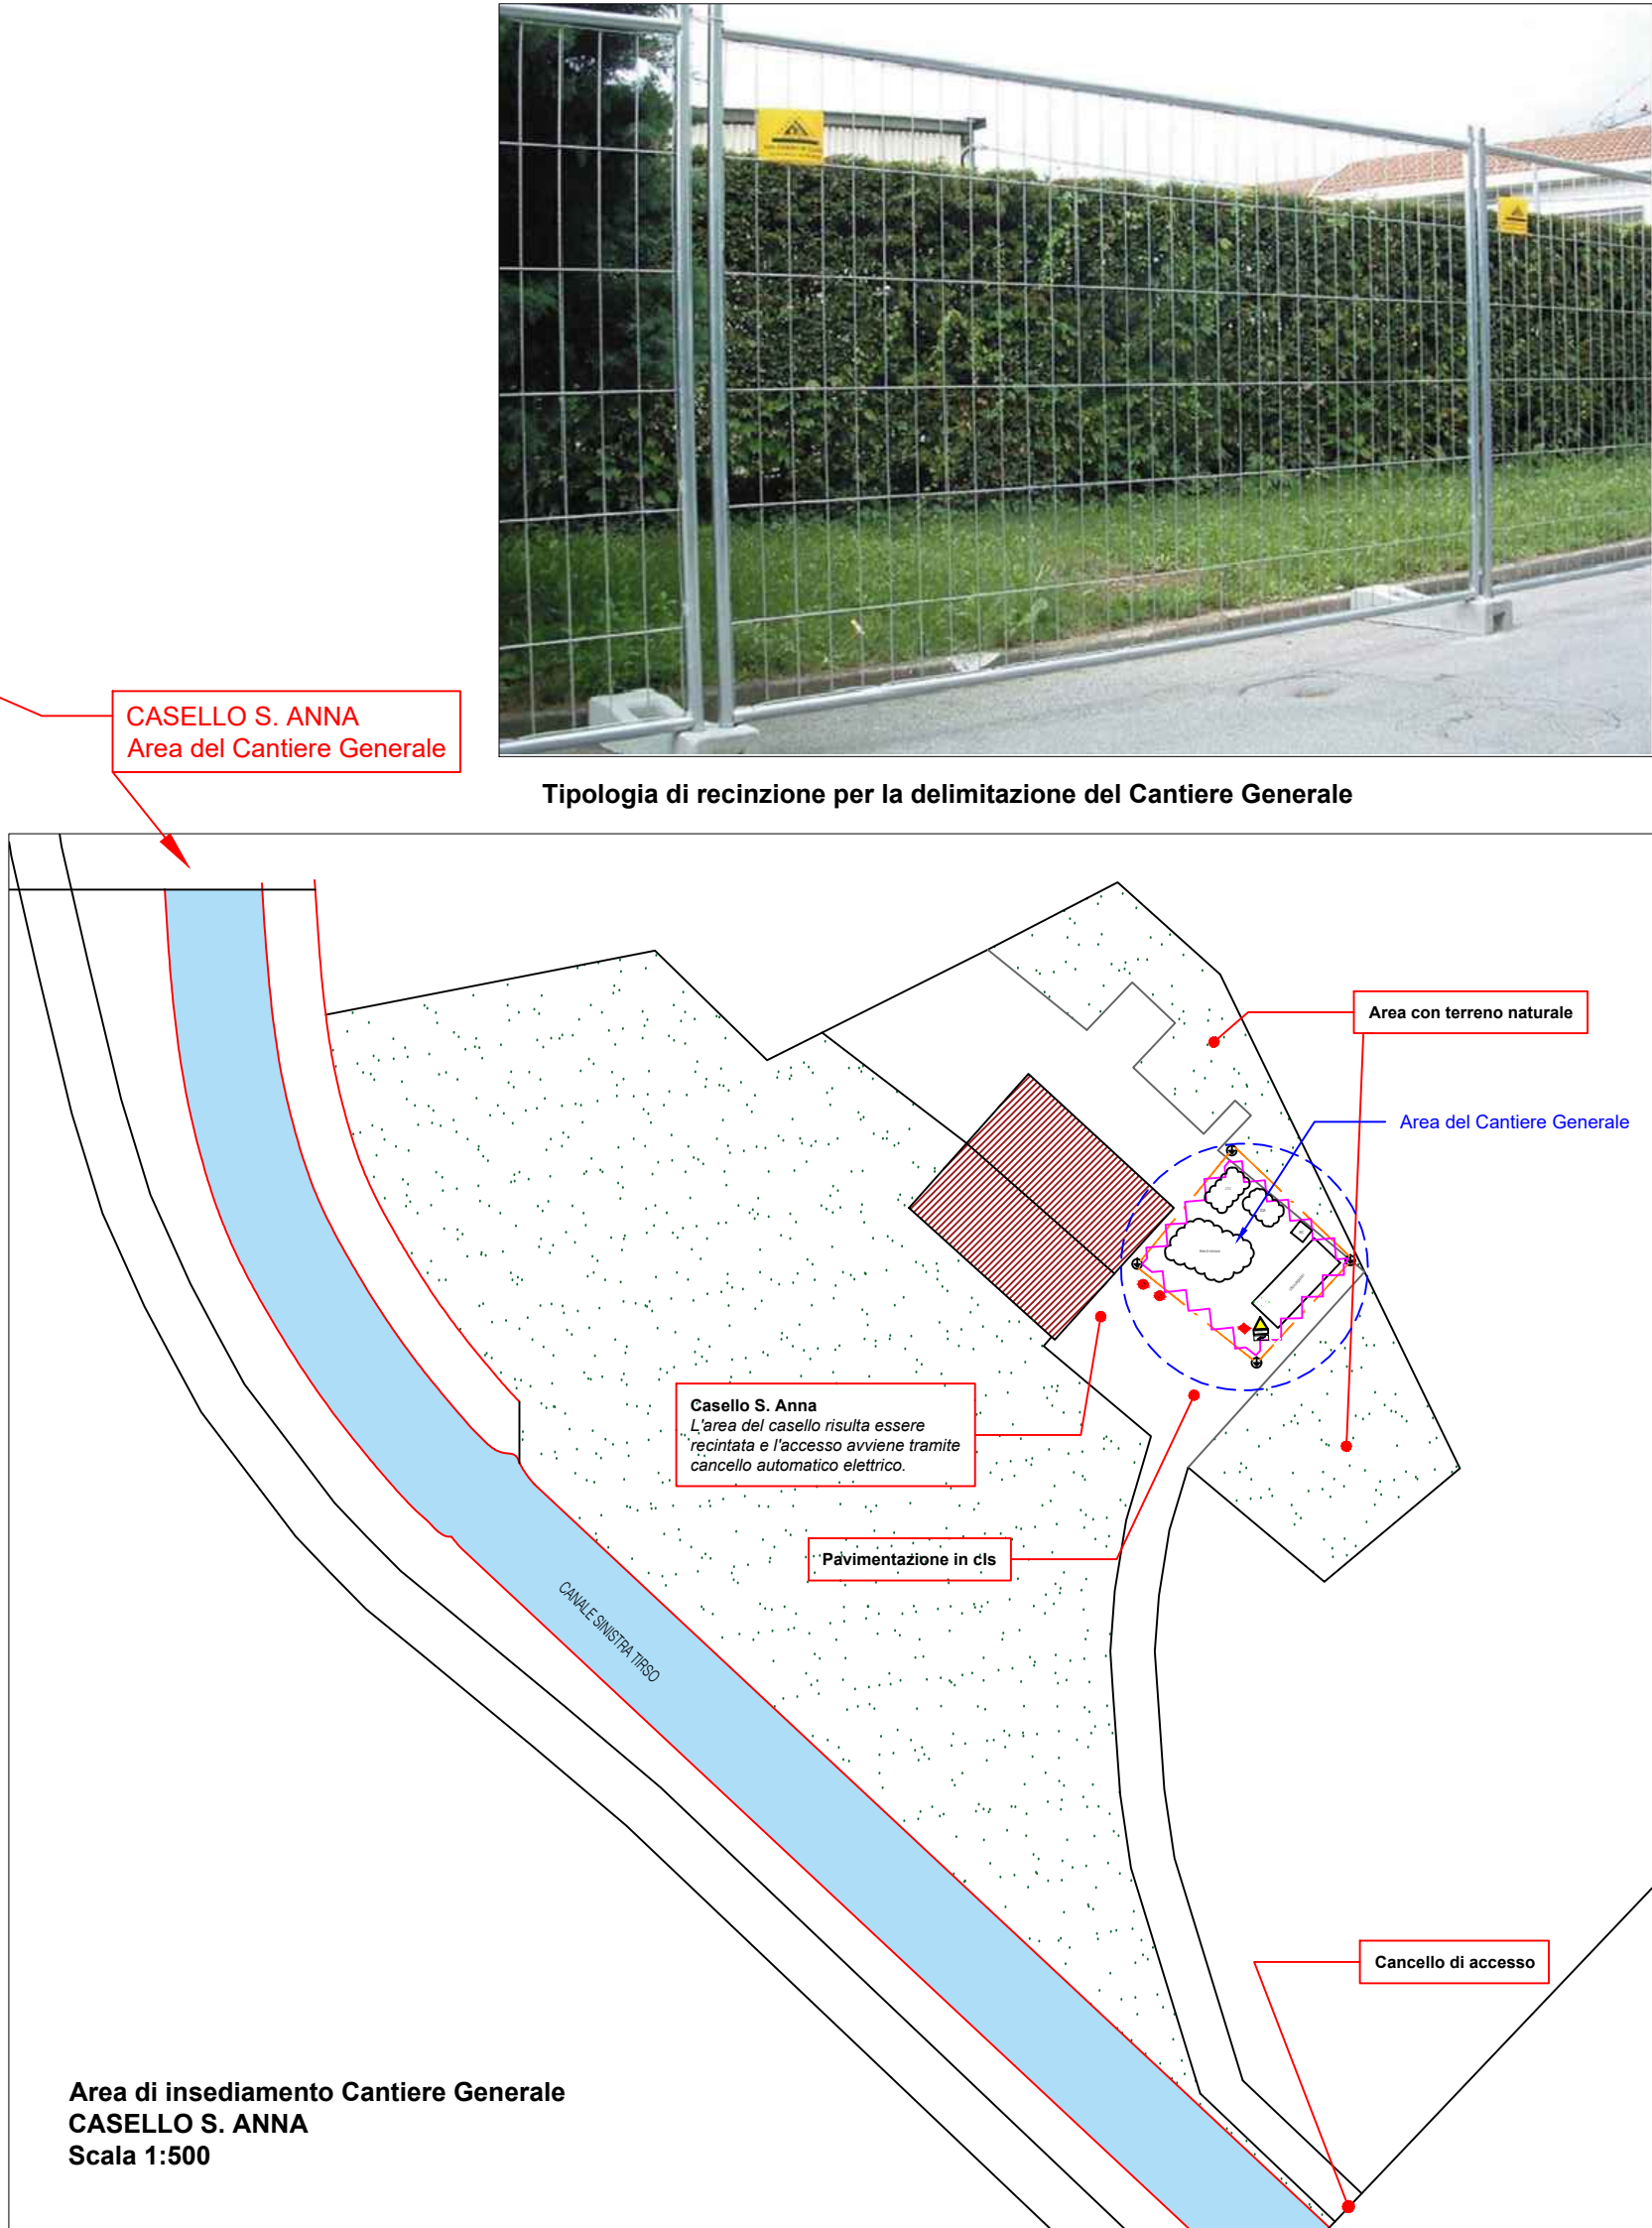 CASELLO S. ANNA
Area del Cantiere Generale
Tipologia di recinzione per la delimitazione del Cantiere Generale
Area con terreno naturale
Area del Cantiere Generale
Casello S. Anna
L'area del casello risulta essere
recintata e l'accesso avviene tramite
cancello automatico elettrico.
Pavimentazione in cls
CANALE SINISTRA TIRSO
Cancello di accesso
Area di insediamento Cantiere Generale
CASELLO S. ANNA
Scala 1:500